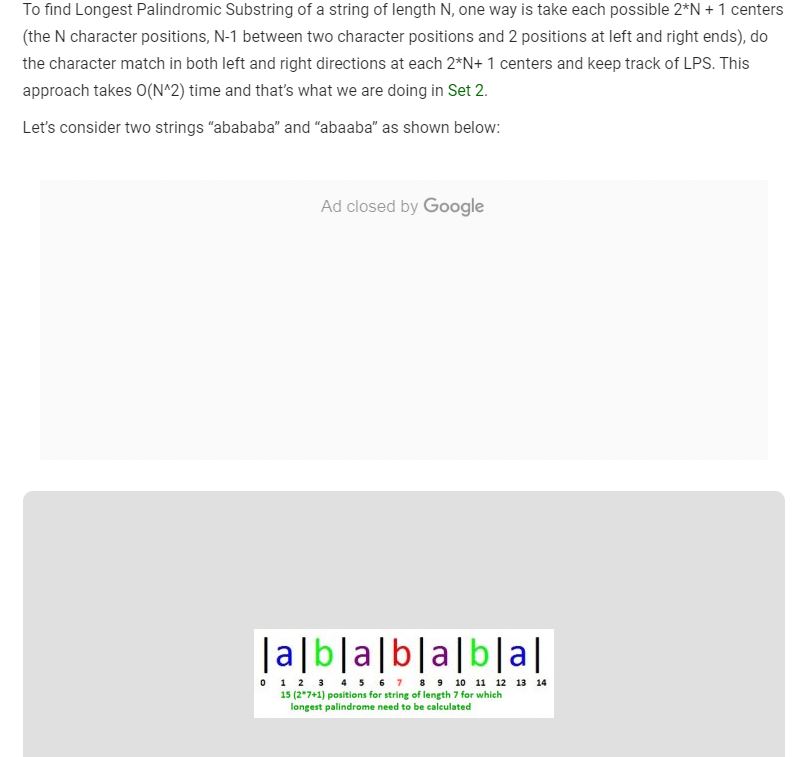 To find Longest Palindromic Substring of a string of length N, one way is take each possible 2*N + 1 centers
(the N character positions, N-1 between two character positions and 2 positions at left and right ends), do
the character match in both left and right directions at each 2*N+ 1 centers and keep track of LPS. This
approach takes O(N^2) time and that's what we are doing in Set 2.
Let's consider two strings “abababa” and “abaaba” as shown below:
Ad closed by Google
|a|b|a|b|a|b|a|
0 1 2 3 4 5 6 7 8 9 10 11 12 13 14
15 (2*7+1) positions for string of length 7 for which
longest palindrome need to be calculated